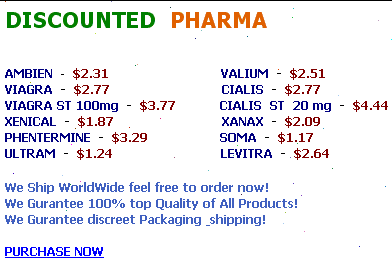 DISCOUNTED PHARMA
AMBIEN - $2.31 VALIUM - $2.51
VIAGRA - $2.77 CIALIS - $2.77
VIAGRA ST 100mg - $3.77 CIALIS ST 20 mg - $4.44
XENICAL - $1.87 XANAX - $2.09
PHENTERMINE - $3.29 SOMA - $1.17
ULTRAM - $1.24 LEVITRA - $2.64
We Ship WorldWide feel free to order now!
We Gurantee 100% top Quality of All Products!
We Gurantee discreet Packaging _shipping!
PURCHASE NOW